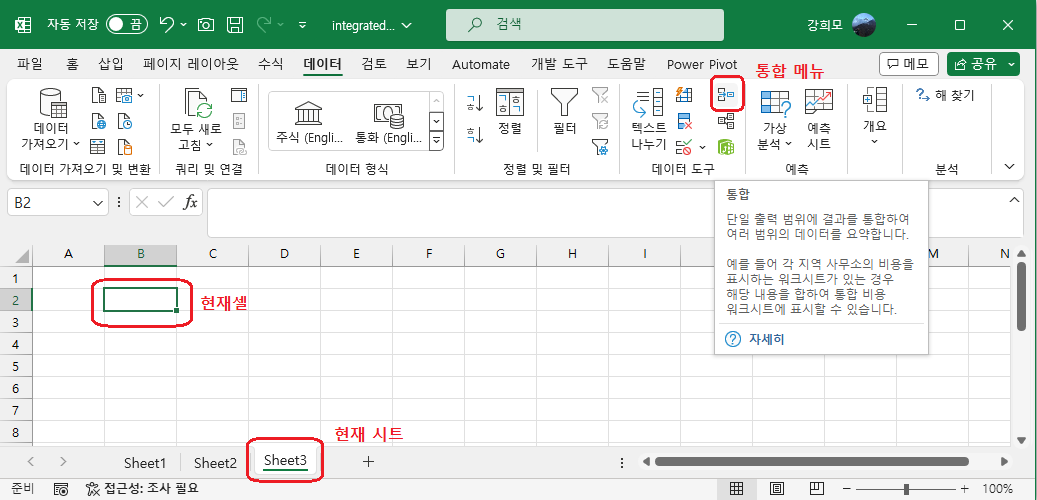 자동 저장 끔 integrated... 검색 강희모
파일 홈 삽입 페이지 레이아웃 수식 데이터 검토 보기 Automate 개발 도구 도움말 Power Pivot 메모 공유
통합 메뉴
데이터
가져오기
데이터 가져오기 및 변환
모두 새로
고침
쿼리 및 연결
주식 (Engli... 통화 (Englis...
데이터 형식
정렬
필터
정렬 및 필터
텍스트
나누기
데이터 도구
가상
분석
예측
시트
예측
개요
해 찾기
분석
B2
fx
통합
단일 출력 범위에 결과를 통합하여
여러 범위의 데이터를 요약합니다.
예를 들어 각 지역 사무소의 비용을
표시하는 워크시트가 있는 경우
해당 내용을 합하여 통합 비용
워크시트에 표시할 수 있습니다.
자세히
A B C D E F G H I M N
1
2
현재셀
3
4
5
6
7
8
현재 시트
Sheet1 Sheet2 Sheet3
준비 접근성: 조사 필요 100%